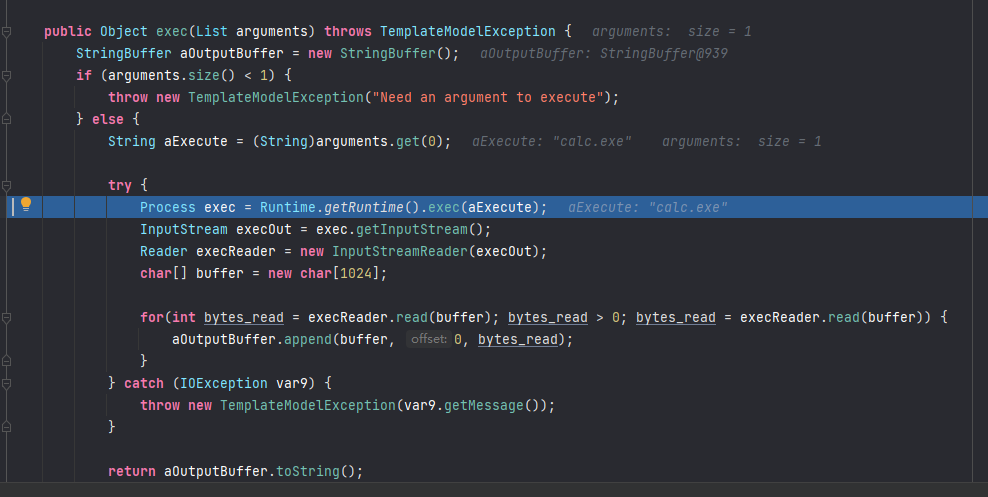 public Object exec(List arguments) throws TemplateModelException {   arguments:  size = 1
    StringBuffer aOutputBuffer = new StringBuffer();   aOutputBuffer: StringBuffer@939
    if (arguments.size() < 1) {
        throw new TemplateModelException("Need an argument to execute");
    } else {
        String aExecute = (String)arguments.get(0);   aExecute: "calc.exe"    arguments:  size = 1
        try {
            Process exec = Runtime.getRuntime().exec(aExecute);   aExecute: "calc.exe"
            InputStream execOut = exec.getInputStream();
            Reader execReader = new InputStreamReader(execOut);
            char[] buffer = new char[1024];
            for(int bytes_read = execReader.read(buffer); bytes_read > 0; bytes_read = execReader.read(buffer)) {
                aOutputBuffer.append(buffer, offset: 0, bytes_read);
            }
        } catch (IOException var9) {
            throw new TemplateModelException(var9.getMessage());
        }
        return aOutputBuffer.toString();